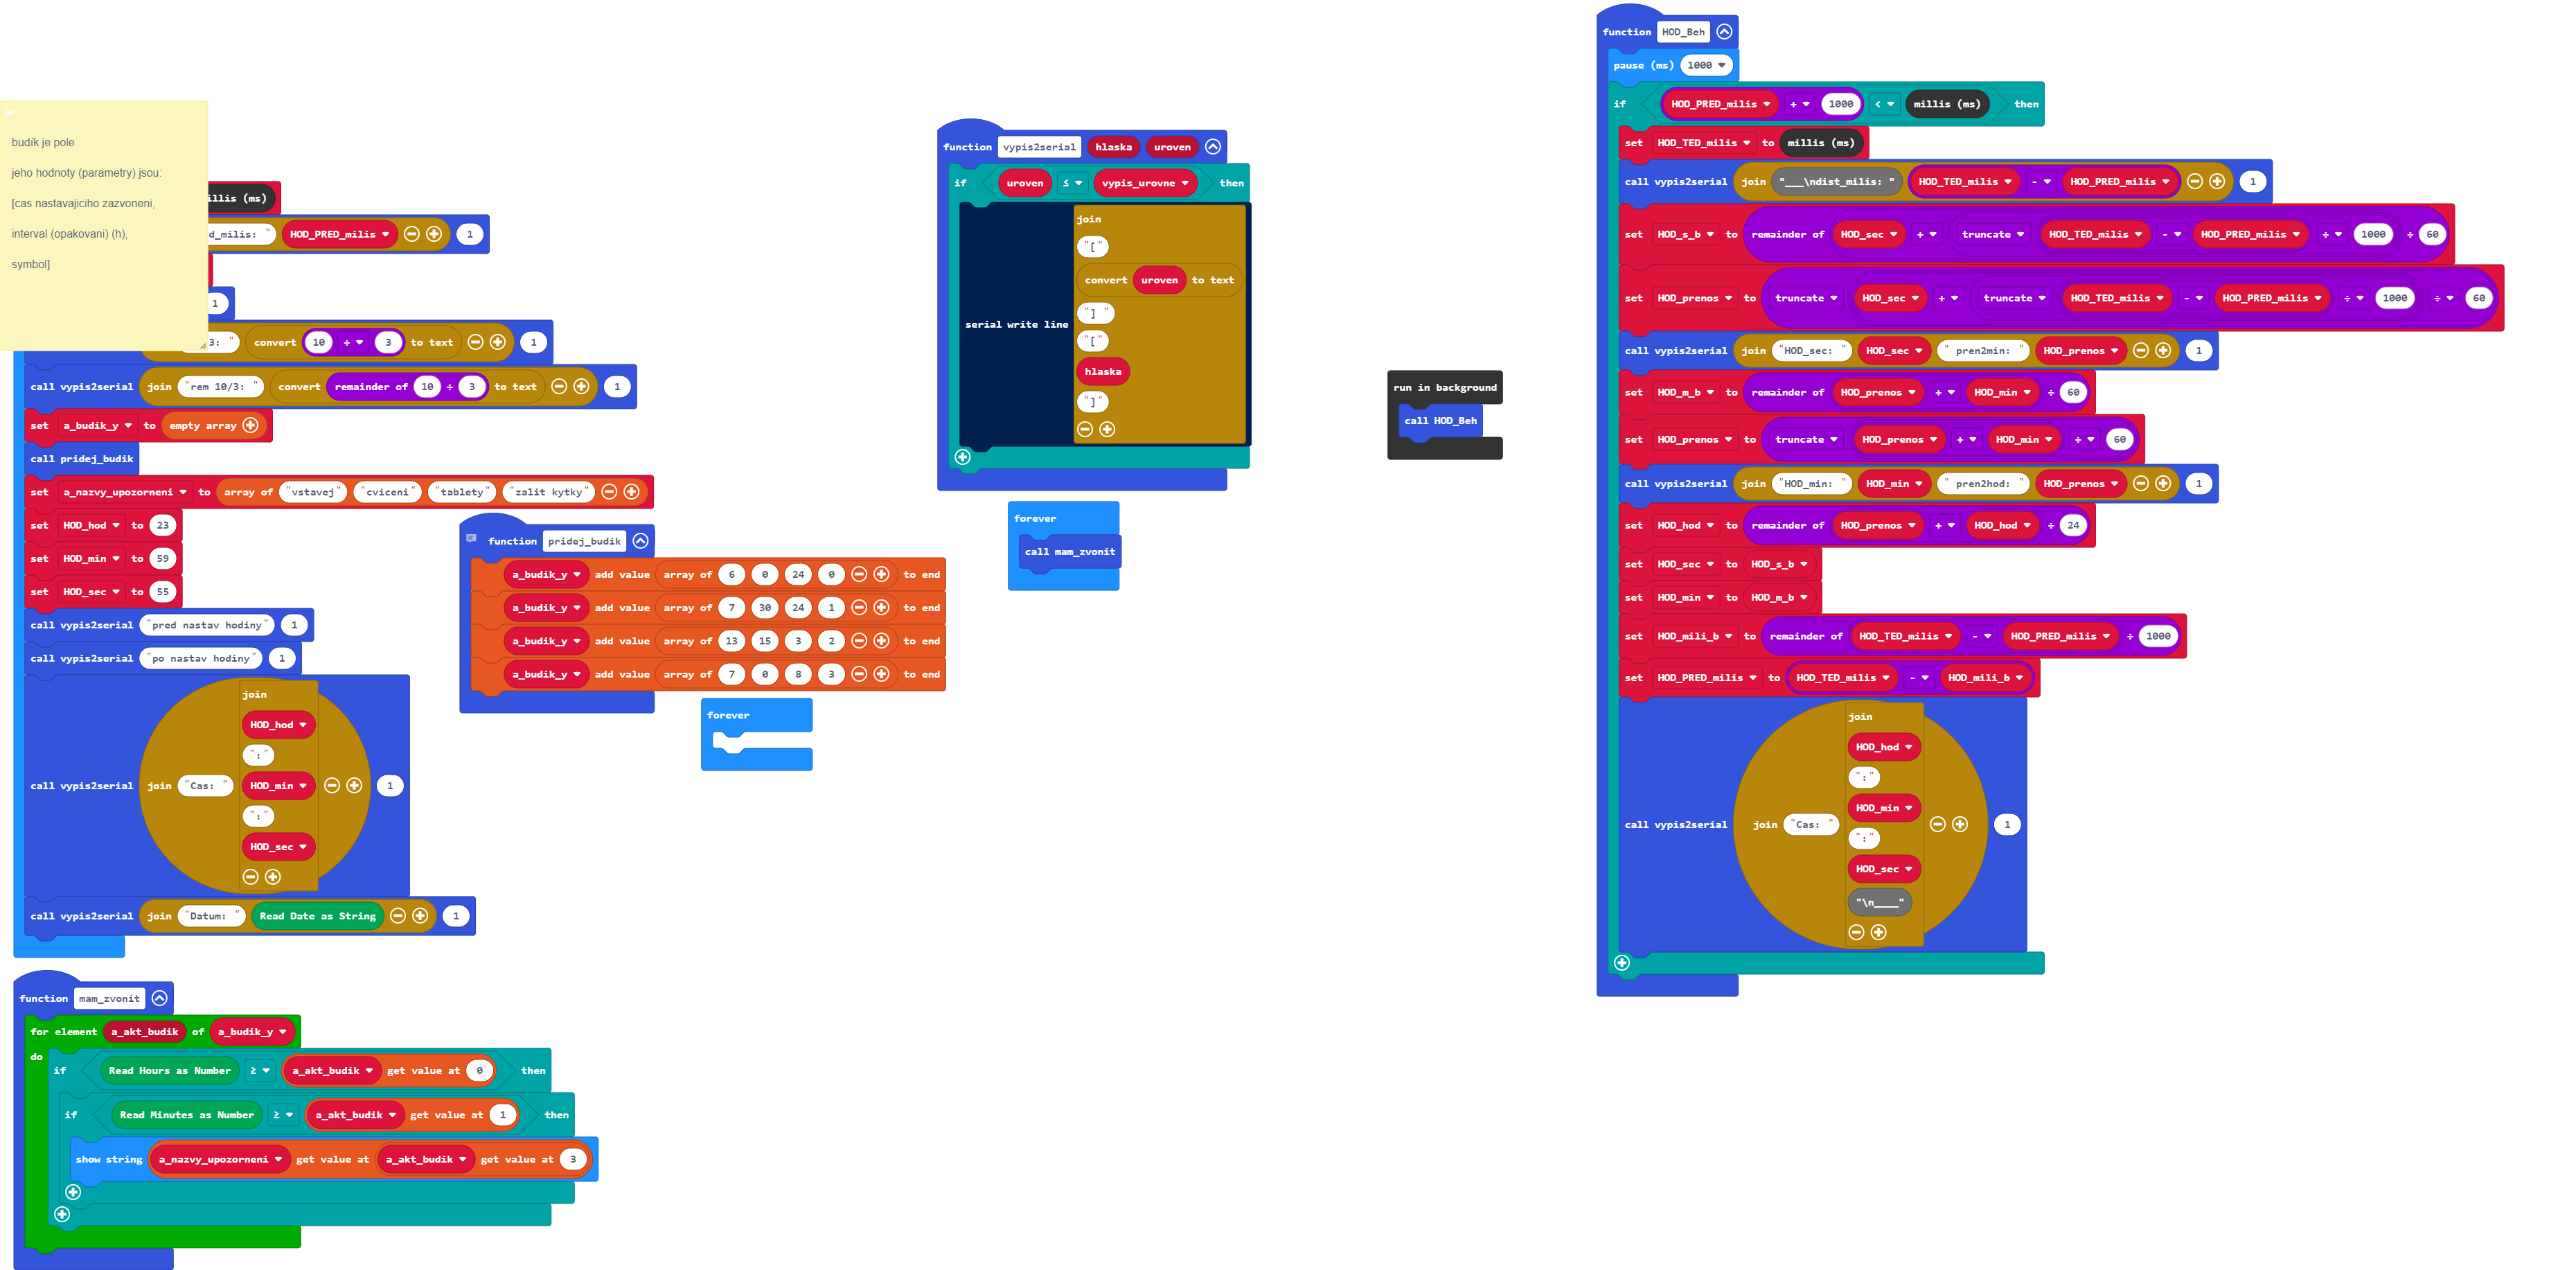 budík je pole
jeho hodnoty (parametry) jsou:
[cas nastavajiciho zazvoneni,
interval (opakovani) (h),
symbol]
illis (ms)
d_milis: " HOD_PRED_milis 1
1
3: " convert 10 ÷ 3 to text 1
call vypis2serial join "rem 10/3: " convert remainder of 10 ÷ 3 to text 1
set a_budik_y to empty array
call pridej_budik
set a_nazvy_upozorneni to array of "vstavej" "cviceni" "tablety" "zalit kytky"
set HOD_hod to 23
set HOD_min to 59
set HOD_sec to 55
call vypis2serial "pred nastav hodiny" 1
call vypis2serial "po nastav hodiny" 1
call vypis2serial join "Cas: " join
HOD_hod
":"
HOD_min
":"
HOD_sec
1
call vypis2serial join "Datum: " Read Date as String 1
function mam_zvonit
for element a_akt_budik of a_budik_y
do
if Read Hours as Number ≥ a_akt_budik get value at 0 then
if Read Minutes as Number ≥ a_akt_budik get value at 1 then
show string a_nazvy_upozorneni get value at a_akt_budik get value at 3
function pridej_budik
a_budik_y add value array of 6 0 24 0 to end
a_budik_y add value array of 7 30 24 1 to end
a_budik_y add value array of 13 15 3 2 to end
a_budik_y add value array of 7 0 8 3 to end
forever
function vypis2serial hlaska uroven
if uroven ≤ vypis_urovne then
serial write line join
"["
convert uroven to text
"] "
"["
hlaska
"]"
forever
call mam_zvonit
run in background
call HOD_Beh
function HOD_Beh
pause (ms) 1000
if HOD_PRED_milis + 1000 < millis (ms) then
set HOD_TED_milis to millis (ms)
call vypis2serial join "___\ndist_milis: " HOD_TED_milis - HOD_PRED_milis 1
set HOD_s_b to remainder of HOD_sec + truncate HOD_TED_milis - HOD_PRED_milis ÷ 1000 ÷ 60
set HOD_prenos to truncate HOD_sec + truncate HOD_TED_milis - HOD_PRED_milis ÷ 1000 ÷ 60
call vypis2serial join "HOD_sec: " HOD_sec " pren2min: " HOD_prenos 1
set HOD_m_b to remainder of HOD_prenos + HOD_min ÷ 60
set HOD_prenos to truncate HOD_prenos + HOD_min ÷ 60
call vypis2serial join "HOD_min: " HOD_min " pren2hod: " HOD_prenos 1
set HOD_hod to remainder of HOD_prenos + HOD_hod ÷ 24
set HOD_sec to HOD_s_b
set HOD_min to HOD_m_b
set HOD_mili_b to remainder of HOD_TED_milis - HOD_PRED_milis ÷ 1000
set HOD_PRED_milis to HOD_TED_milis - HOD_mili_b
call vypis2serial join "Cas: " join
HOD_hod
":"
HOD_min
":"
HOD_sec
"\n____"
1